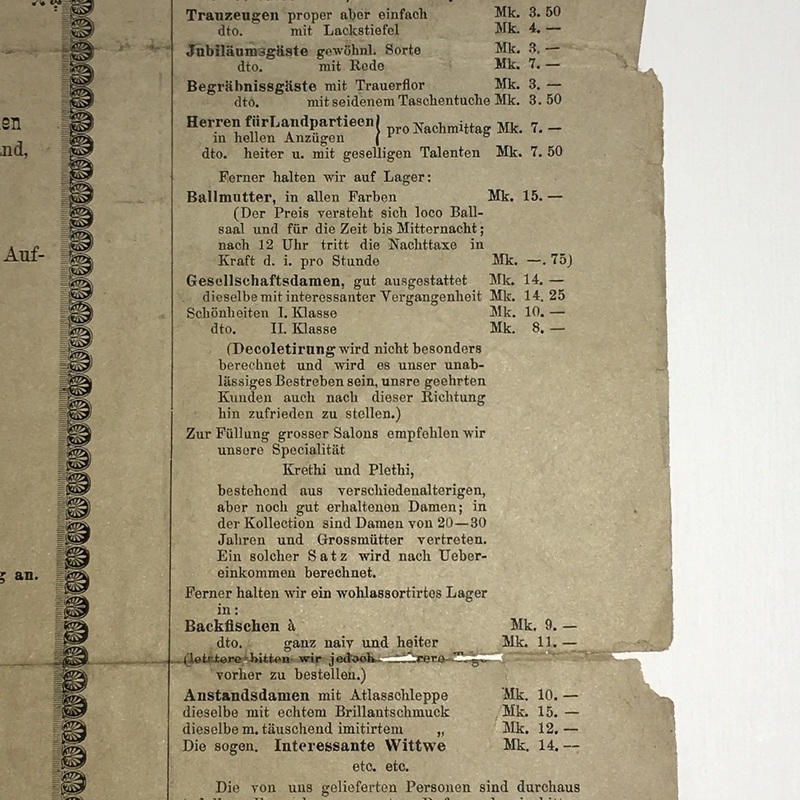 en
nd,
Auf-
an.
Trauzeugen proper aber einfach Mk. 3. 50
dto. mit Lackstiefel Mk. 4. —
Jubiläumsgäste gewöhnl. Sorte Mk. 3. —
dto. mit Rede Mk. 7. —
Begräbnissgäste mit Trauerflor Mk. 3. —
dto. mit seidenem Taschentuche Mk. 3. 50
Herren für Landpartieen
in hellen Anzügen } pro Nachmittag Mk. 7. —
dto. heiter u. mit geselligen Talenten Mk. 7. 50
Ferner halten wir auf Lager:
Ballmutter, in allen Farben Mk. 15. —
(Der Preis versteht sich loco Ball-
saal und für die Zeit bis Mitternacht;
nach 12 Uhr tritt die Nachttaxe in
Kraft d. i. pro Stunde Mk. —. 75)
Gesellschaftsdamen, gut ausgestattet Mk. 14. —
dieselbe mit interessanter Vergangenheit Mk. 14. 25
Schönheiten I. Klasse Mk. 10. —
dto. II. Klasse Mk. 8. —
(Decoletirung wird nicht besonders
berechnet und wird es unser unab-
lässiges Bestreben sein, unsre geehrten
Kunden auch nach dieser Richtung
hin zufrieden zu stellen.)
Zur Füllung grosser Salons empfehlen wir
unsere Specialität
Krethi und Plethi,
bestehend aus verschiedenalterigen,
aber noch gut erhaltenen Damen; in
der Kollection sind Damen von 20—30
Jahren und Grossmütter vertreten.
Ein solcher Satz wird nach Ueber-
einkommen berechnet.
Ferner halten wir ein wohlassortirtes Lager
in:
Backfischen à Mk. 9. —
dto. ganz naiv und heiter Mk. 11. —
(letztere bitten wir jedoch
vorher zu bestellen.)
Anstandsdamen mit Atlasschleppe Mk. 10. —
dieselbe mit echtem Brillantschmuck Mk. 15. —
dieselbe m. täuschend imitirtem „ Mk. 12. —
Die sogen. Interessante Wittwe Mk. 14. —
etc. etc.
Die von uns gelieferten Personen sind durchaus